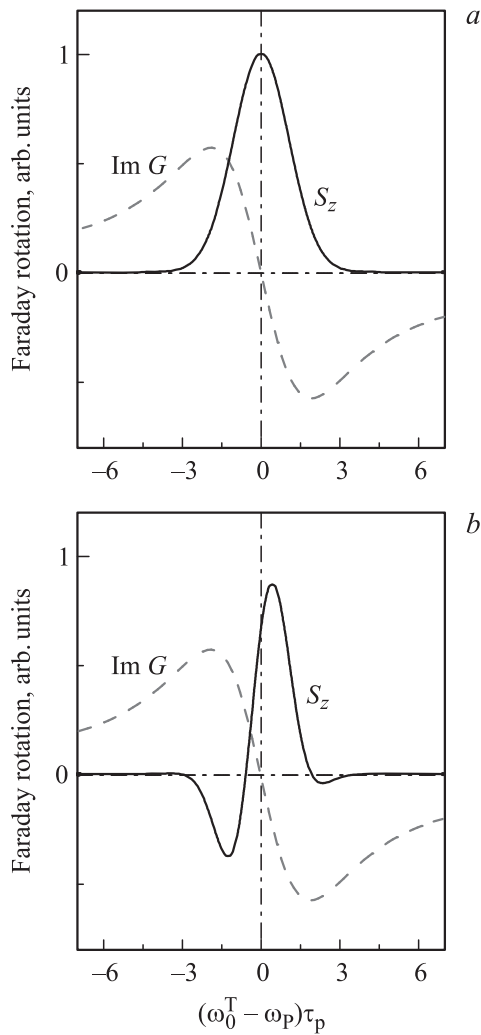 a
Faraday rotation, arb. units
1
0
Im G
S_z
–6 –3 0 3 6
b
Faraday rotation, arb. units
1
0
Im G
S_z
–6 –3 0 3 6
(ω_0^T – ω_P)τ_p